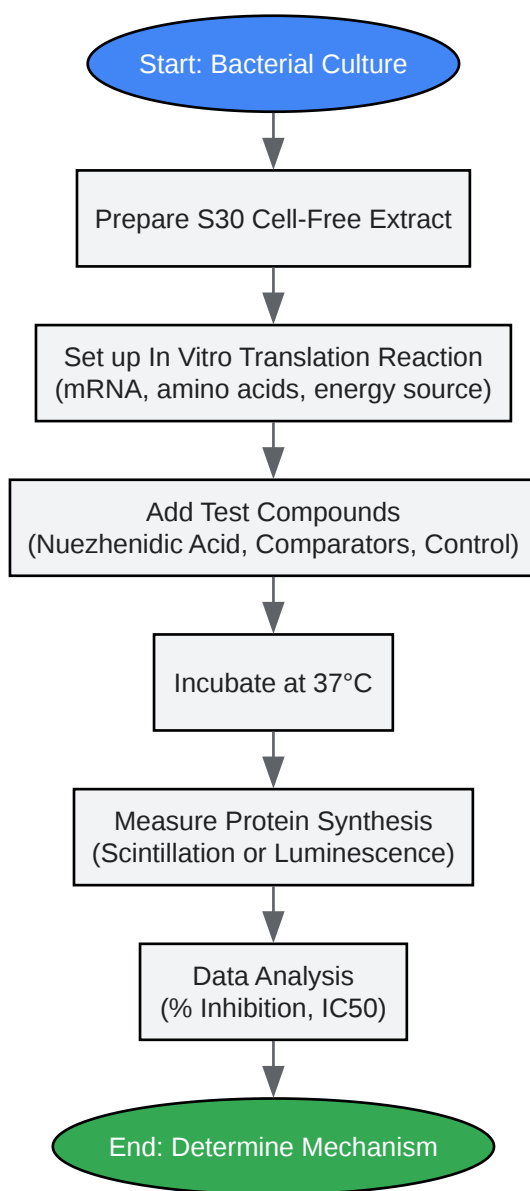 Start: Bacterial Culture
Prepare S30 Cell-Free Extract
Set up In Vitro Translation Reaction
(mRNA, amino acids, energy source)
Add Test Compounds
(Nuezhenidic Acid, Comparators, Control)
Incubate at 37°C
Measure Protein Synthesis
(Scintillation or Luminescence)
Data Analysis
(% Inhibition, IC50)
End: Determine Mechanism